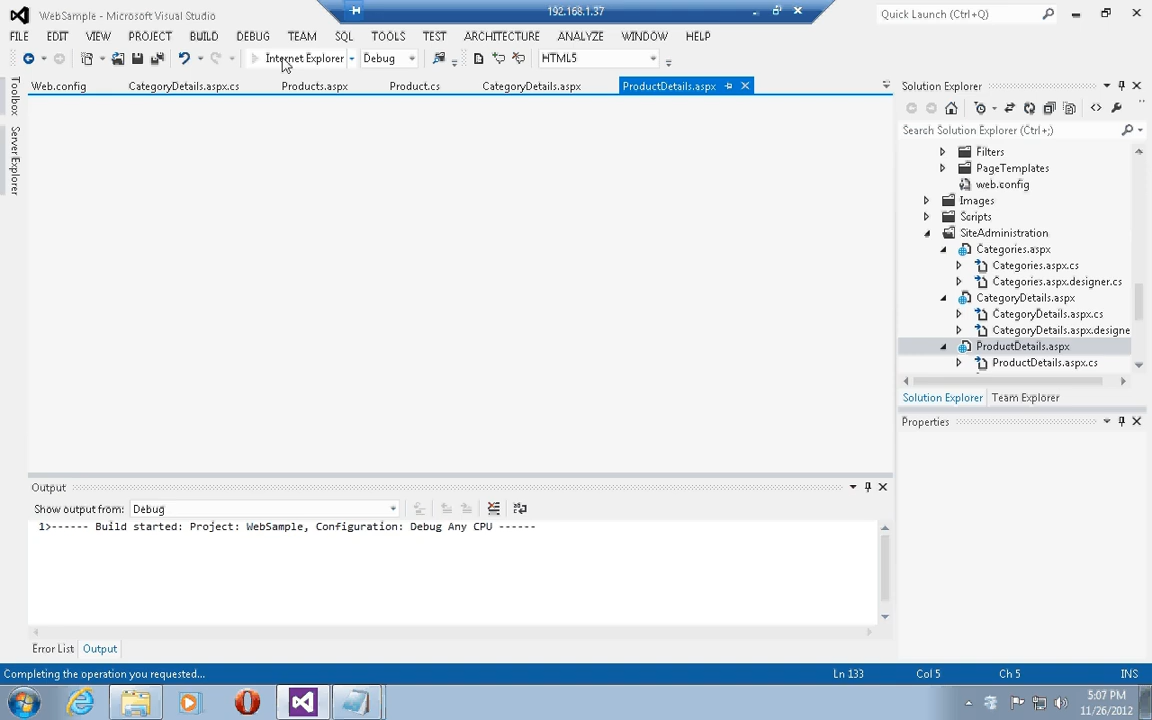 WebSample - Microsoft Visual Studio
192.168.1.37
Quick Launch (Ctrl+Q)
FILE EDIT VIEW PROJECT BUILD DEBUG TEAM SQL TOOLS TEST ARCHITECTURE ANALYZE WINDOW HELP
Internet Explorer Debug HTML5
Web.config CategoryDetails.aspx.cs Products.aspx Product.cs CategoryDetails.aspx ProductDetails.aspx
Toolbox
Server Explorer
Solution Explorer
Search Solution Explorer (Ctrl+;)
Filters
PageTemplates
web.config
Images
Scripts
SiteAdministration
Categories.aspx
Categories.aspx.cs
Categories.aspx.designer.cs
CategoryDetails.aspx
CategoryDetails.aspx.cs
CategoryDetails.aspx.designe
ProductDetails.aspx
ProductDetails.aspx.cs
Solution Explorer Team Explorer
Properties
Output
Show output from: Debug
1>------ Build started: Project: WebSample, Configuration: Debug Any CPU ------
Error List Output
Completing the operation you requested...
Ln 133 Col 5 Ch 5 INS
5:07 PM
11/26/2012